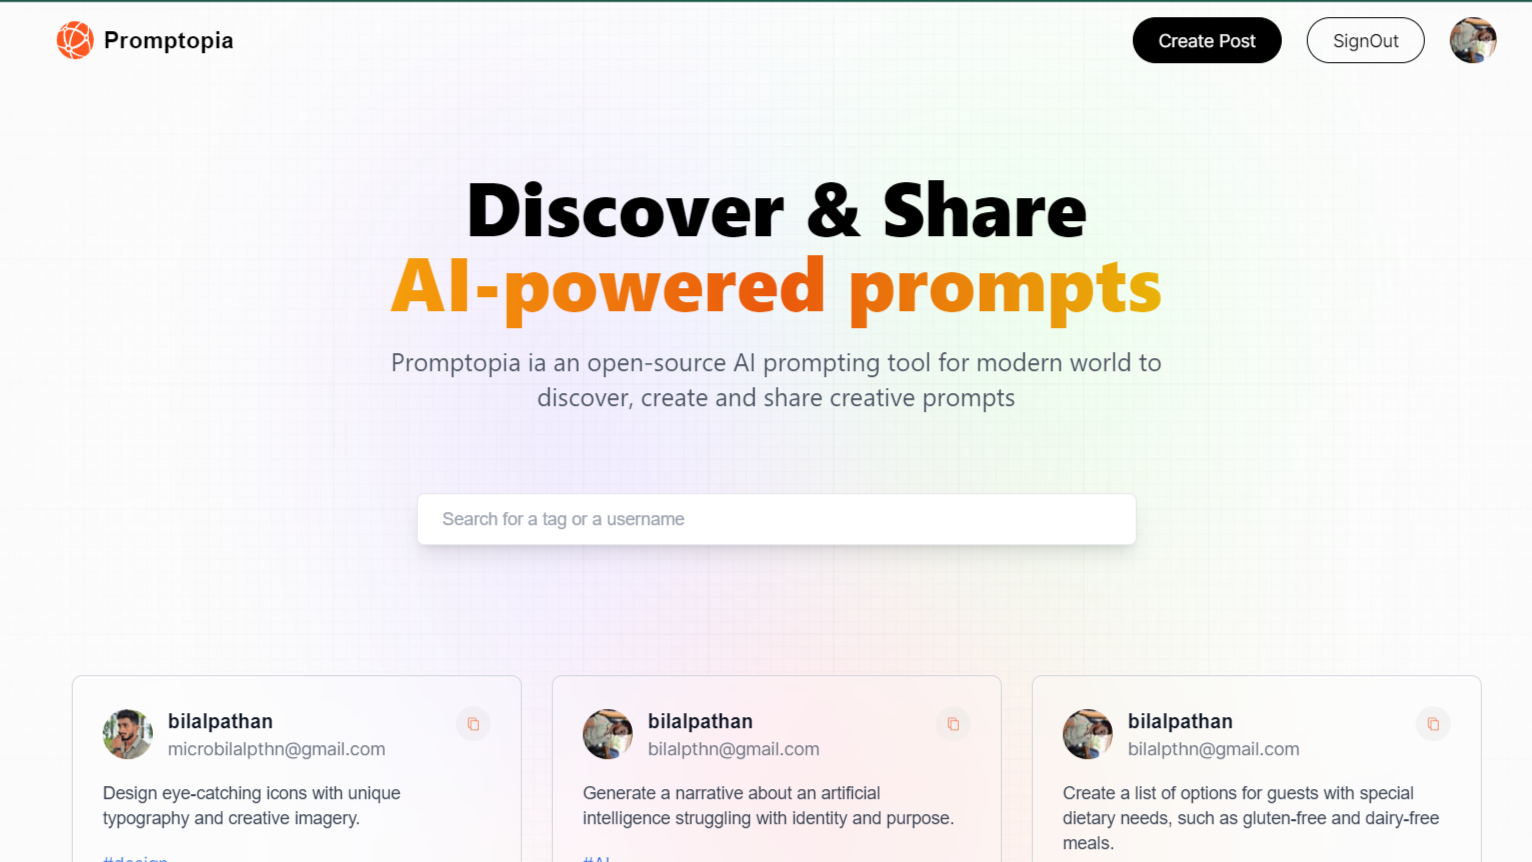 Promptopia
Create Post
SignOut
Discover & Share
AI-powered prompts
Promptopia ia an open-source AI prompting tool for modern world to
discover, create and share creative prompts
Search for a tag or a username
bilalpathan
microbilalpthn@gmail.com
Design eye-catching icons with unique
typography and creative imagery.
#design
bilalpathan
bilalpthn@gmail.com
Generate a narrative about an artificial
intelligence struggling with identity and purpose.
#AI
bilalpathan
bilalpthn@gmail.com
Create a list of options for guests with special
dietary needs, such as gluten-free and dairy-free
meals.